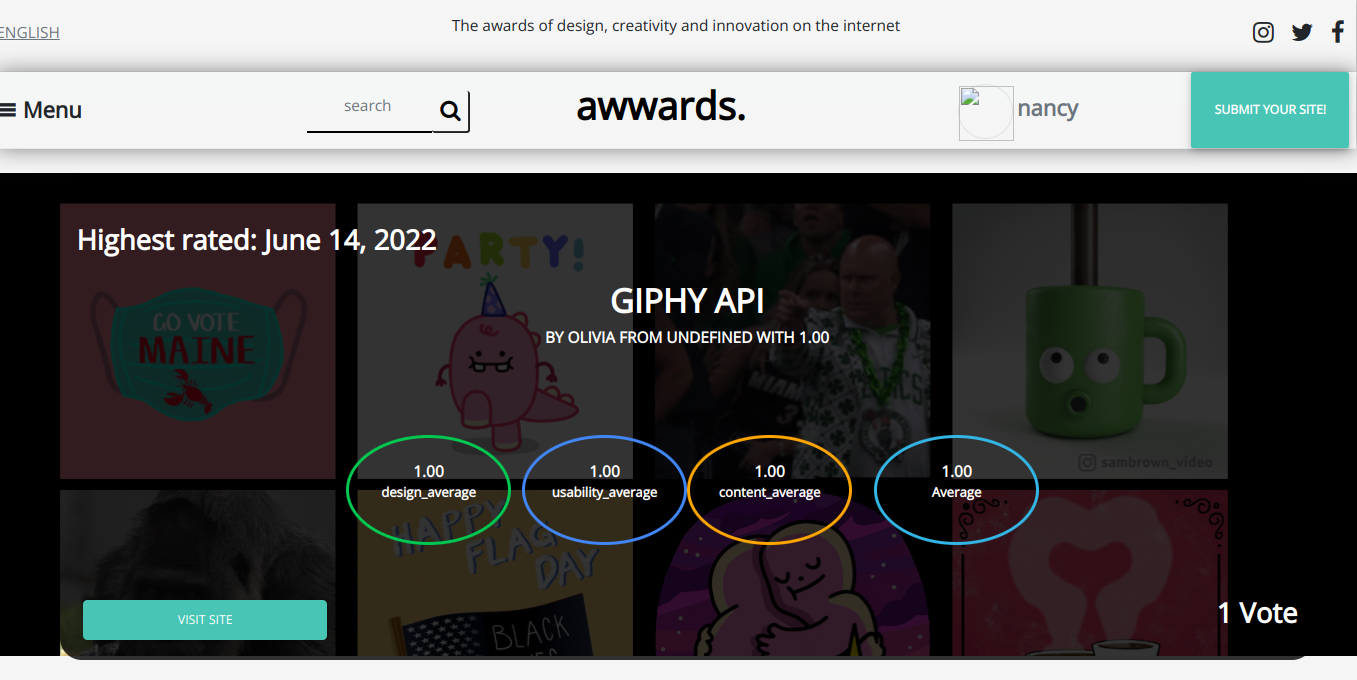 The awards of design, creativity and innovation on the internet
ENGLISH
Menu
search
awwards.
nancy
SUBMIT YOUR SITE!
Highest rated: June 14, 2022
PARTY!
GO VOTE
MAINE
GIPHY API
BY OLIVIA FROM UNDEFINED WITH 1.00
MIAMI
sambrown_video
1.00
design_average
1.00
usability_average
1.00
content_average
1.00
Average
HAPPY
FLAG
DAY
BLACK
VISIT SITE
1 Vote